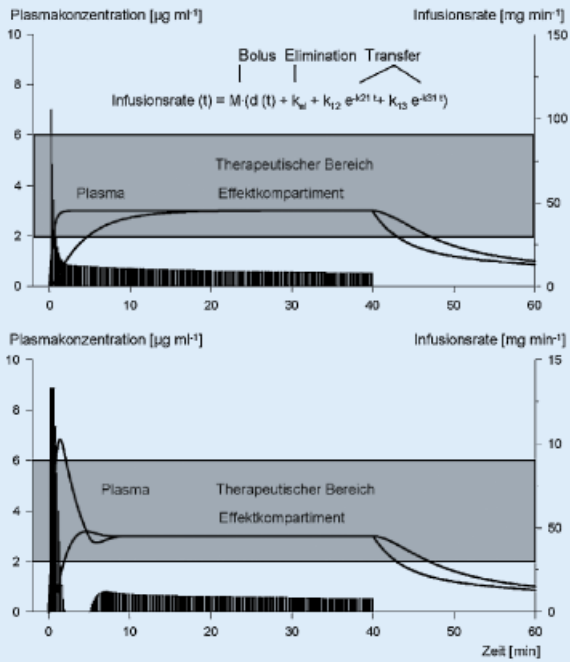 Plasmakonzentration [µg ml-1] Infusionsrate [mg min-1]
10 150
Bolus Elimination Transfer
8
Infusionsrate (t) = M·(d (t) + kel + k12 e-k21 t + k13 e-k31 t)
100
6
Therapeutischer Bereich
4
Plasma Effektkompartiment
50
2
0 0
0 10 20 30 40 50 60
Plasmakonzentration [µg ml-1] Infusionsrate [mg min-1]
10 15
8
10
6
Plasma Therapeutischer Bereich
4
Effektkompartiment
50
2
0 0
0 10 20 30 40 50 60
Zeit [min]